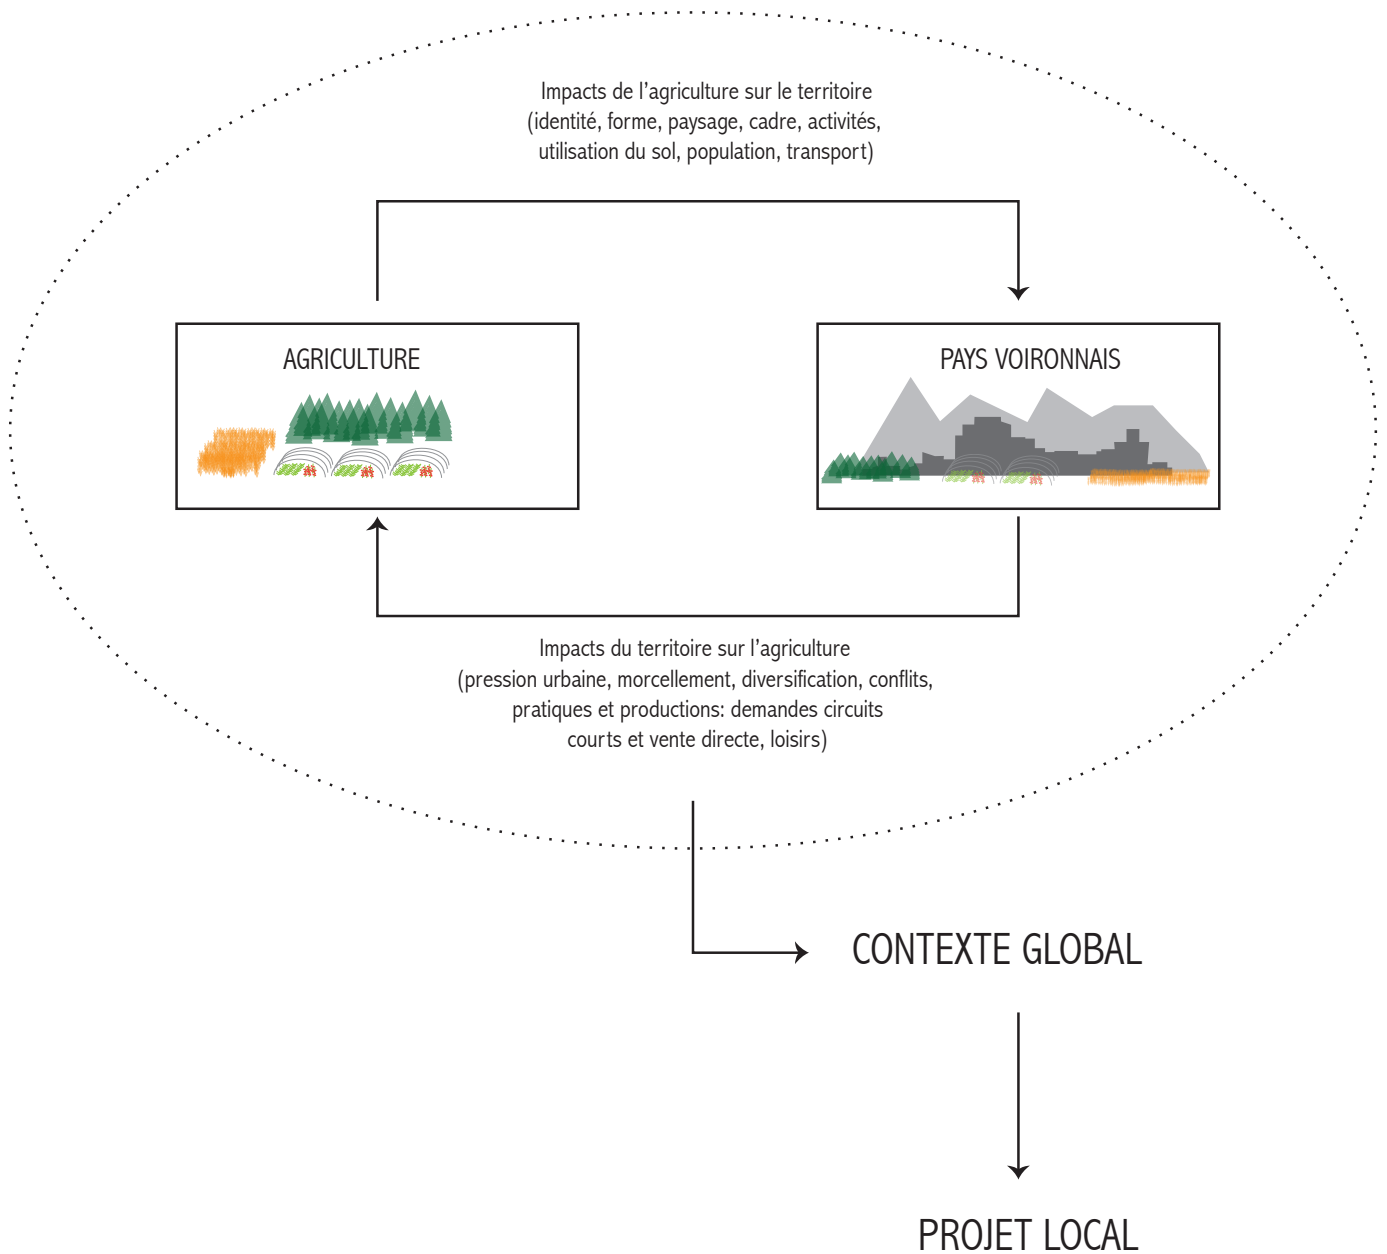 Impacts de l’agriculture sur le territoire
(identité, forme, paysage, cadre, activités,
utilisation du sol, population, transport)
AGRICULTURE
PAYS VOIRONNAIS
Impacts du territoire sur l’agriculture
(pression urbaine, morcellement, diversification, conflits,
pratiques et productions: demandes circuits
courts et vente directe, loisirs)
CONTEXTE GLOBAL
PROJET LOCAL